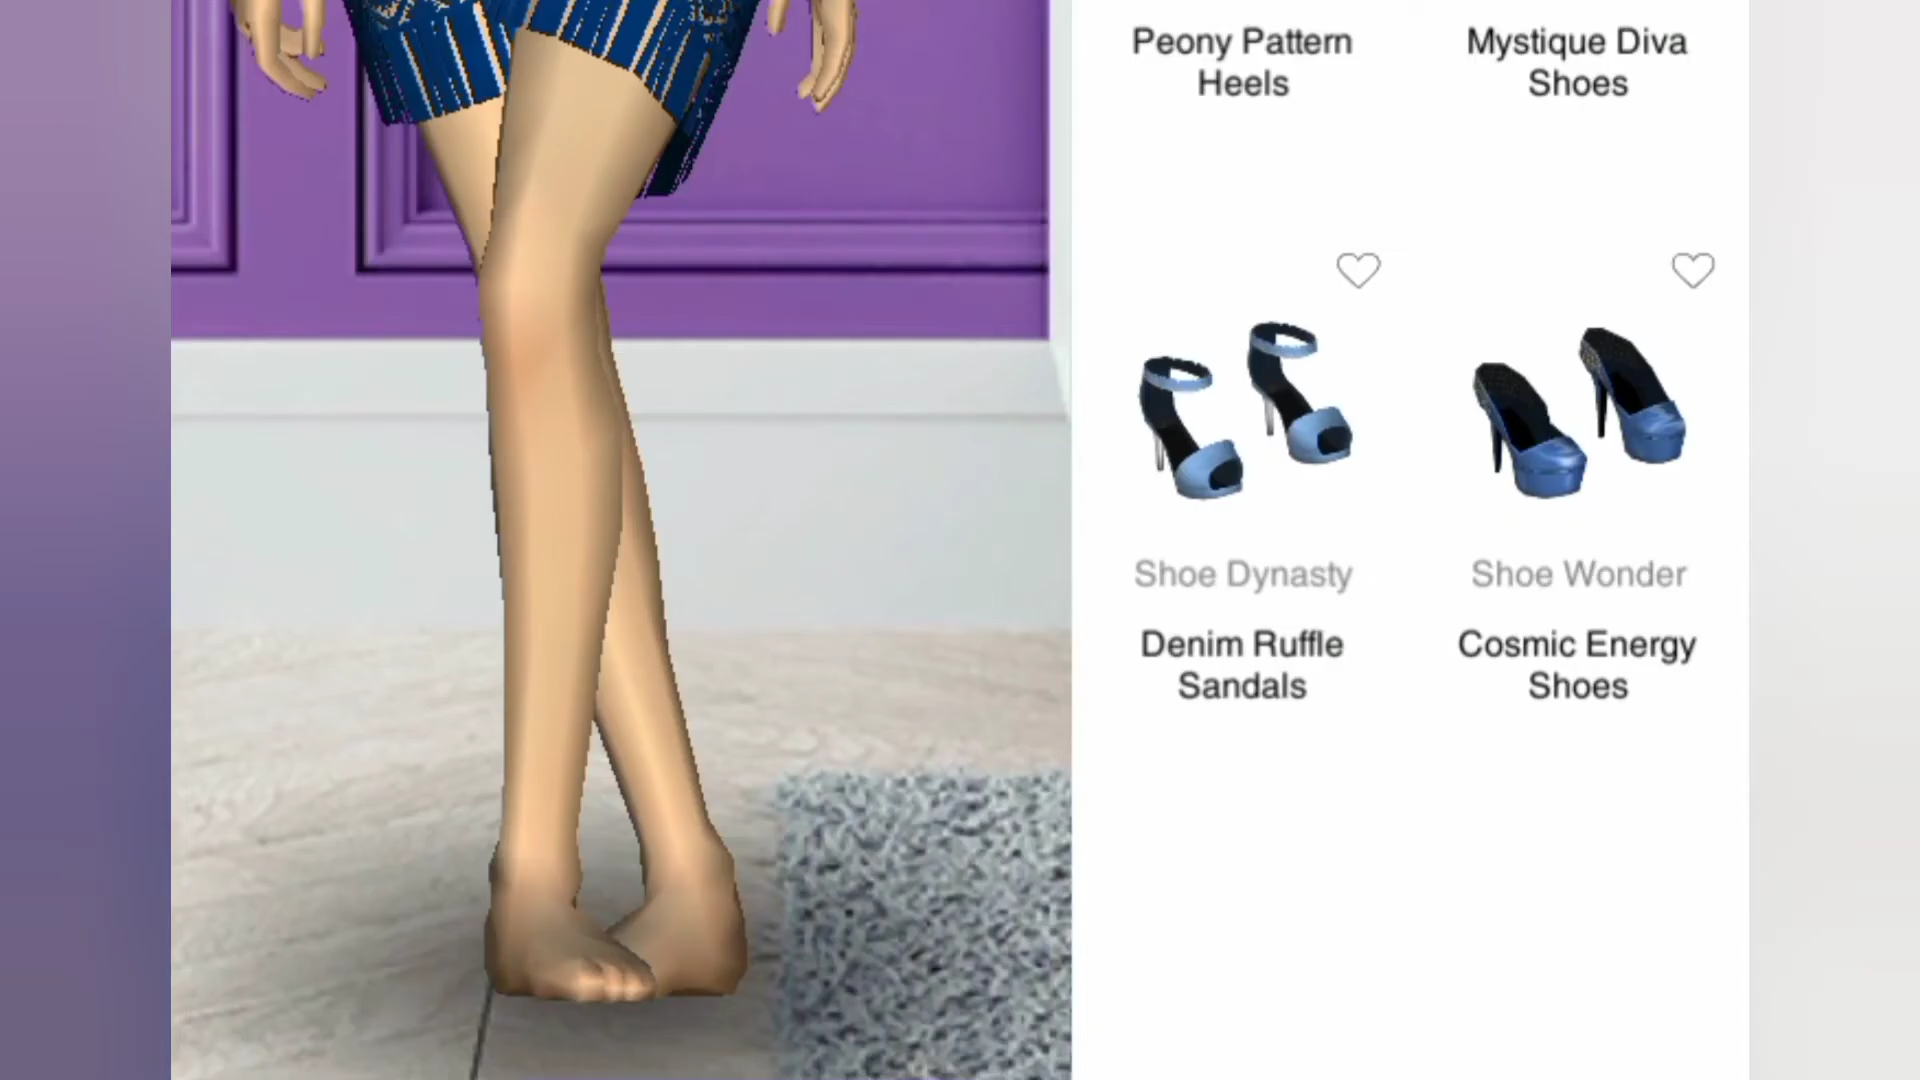 Peony Pattern
Heels
Mystique Diva
Shoes
Shoe Dynasty
Denim Ruffle
Sandals
Shoe Wonder
Cosmic Energy
Shoes